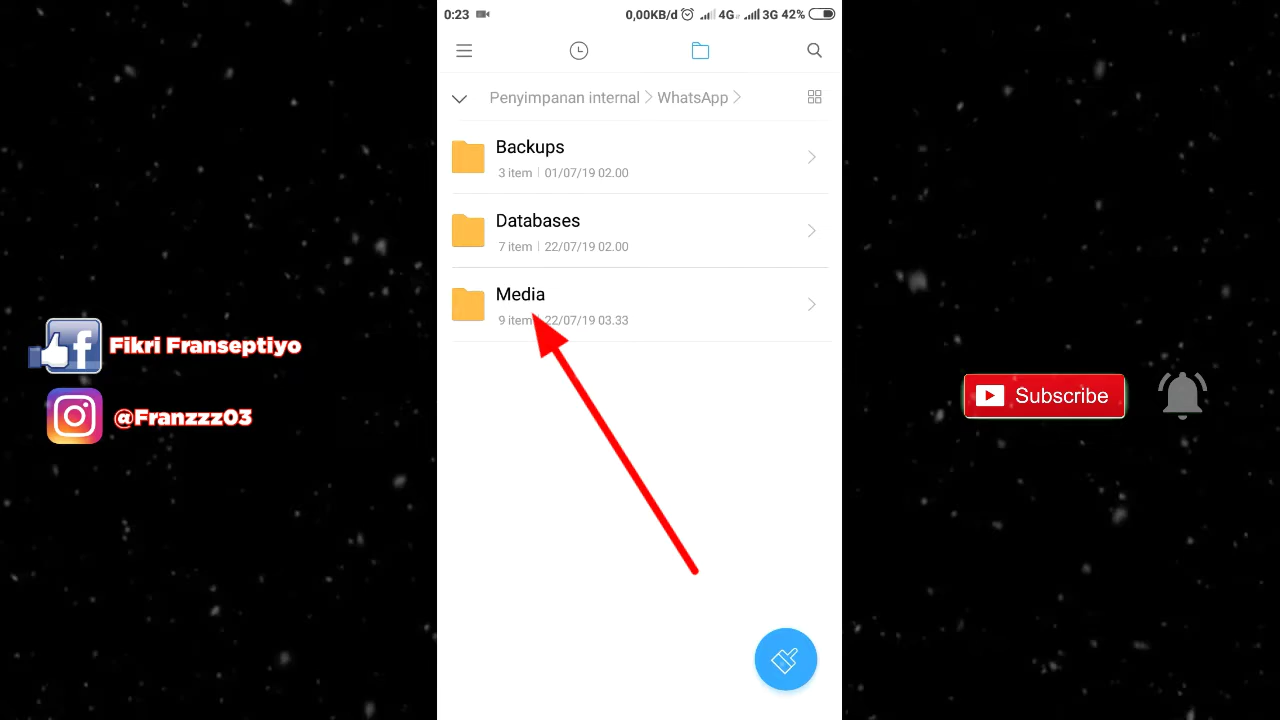 0:23 0,00KB/d 4G 3G 42%
Penyimpanan internal WhatsApp
Backups
3 item 01/07/19 02.00
Databases
7 item 22/07/19 02.00
Media
9 item 22/07/19 03.33
Fikri Franseptiyo
@Franzzz03
Subscribe